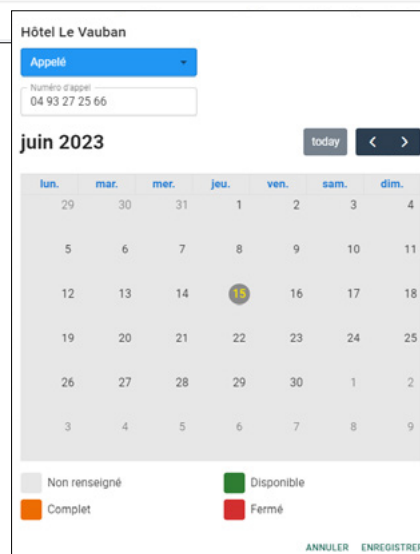 Hôtel Le Vauban
Appelé
Numéro d'appel
04 93 27 25 66
juin 2023
today < >
lun. mar. mer. jeu. ven. sam. dim.
29 30 31 1 2 3 4
5 6 7 8 9 10 11
12 13 14 15 16 17 18
19 20 21 22 23 24 25
26 27 28 29 30 1 2
3 4 5 6 7 8 9
Non renseigné Disponible
Complet Fermé
ANNULER ENREGISTRER